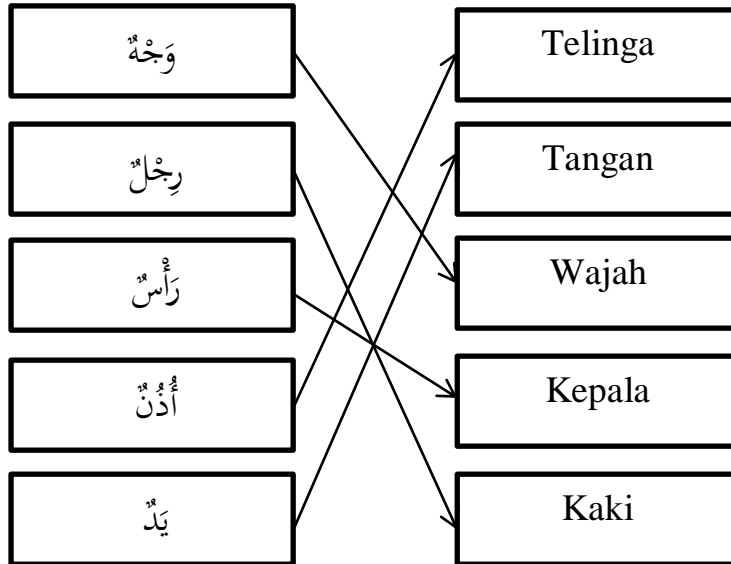 وَجْهٌ
Telinga
رِجْلٌ
Tangan
رَأْسٌ
Wajah
أُذُنٌ
Kepala
يَدٌ
Kaki